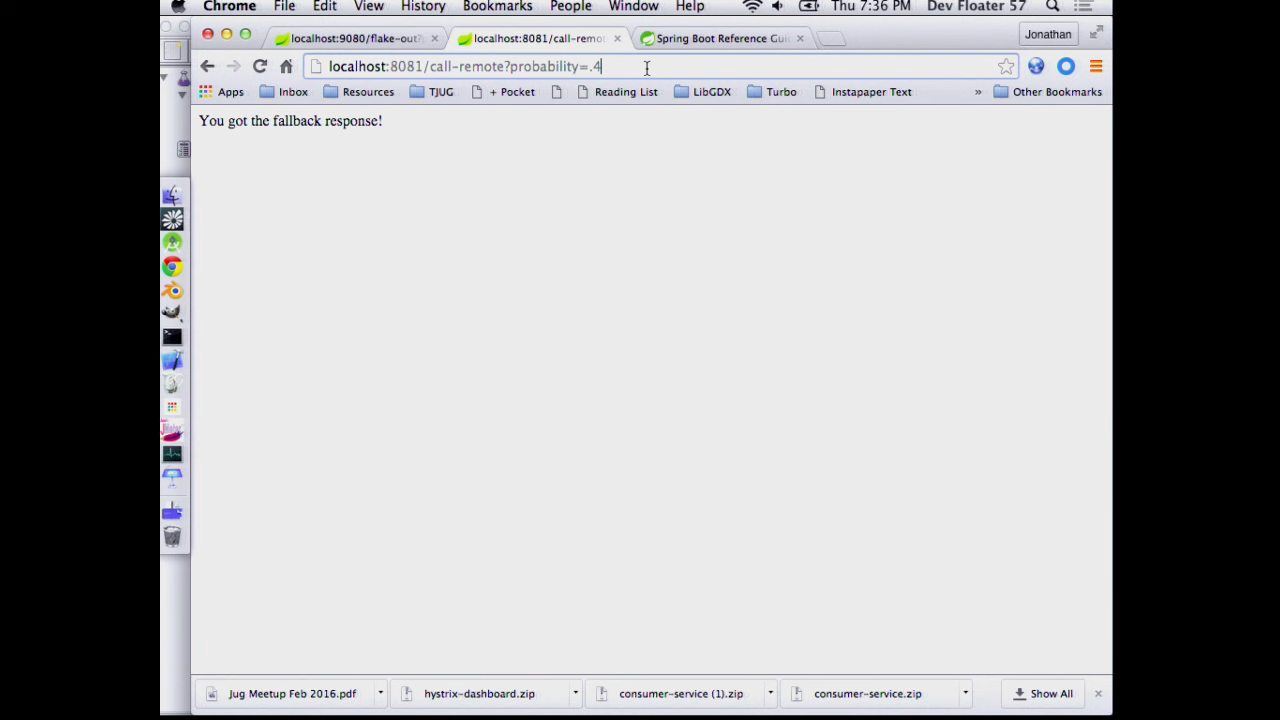 Chrome File Edit View History Bookmarks People Window Help Thu 7:36 PM Dev Floater 57
localhost:9080/flake-out? localhost:8081/call-remo Spring Boot Reference Gui Jonathan
localhost:8081/call-remote?probability=.4
Apps Inbox Resources TJUG + Pocket Reading List LibGDX Turbo Instapaper Text » Other Bookmarks
You got the fallback response!
Jug Meetup Feb 2016.pdf hystrix-dashboard.zip consumer-service (1).zip consumer-service.zip Show All